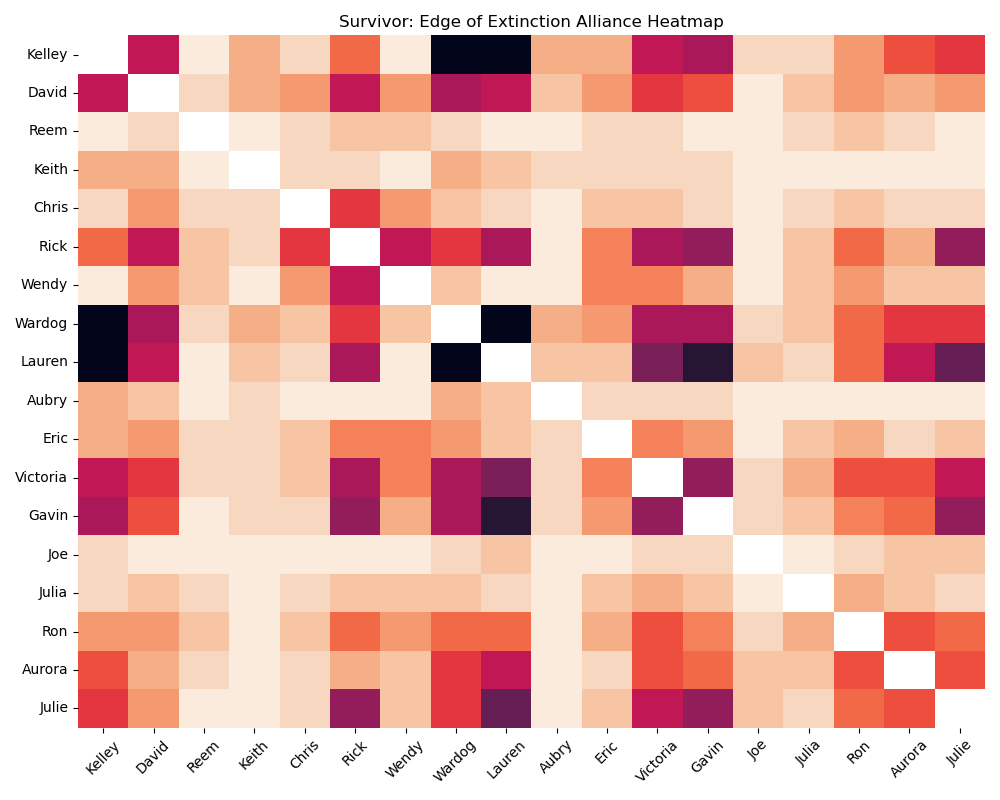 Survivor: Edge of Extinction Alliance Heatmap
Kelley
David
Reem
Keith
Chris
Rick
Wendy
Wardog
Lauren
Aubry
Eric
Victoria
Gavin
Joe
Julia
Ron
Aurora
Julie
Kelley David Reem Keith Chris Rick Wendy Wardog Lauren Aubry Eric Victoria Gavin Joe Julia Ron Aurora Julie